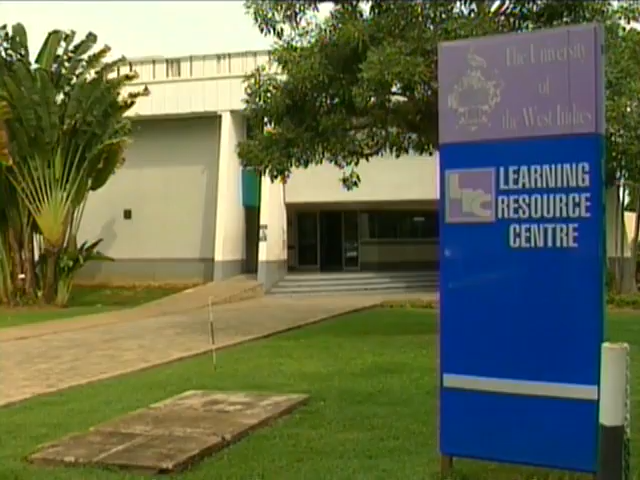 The University
of
the West Indies
LRC
LEARNING
RESOURCE
CENTRE